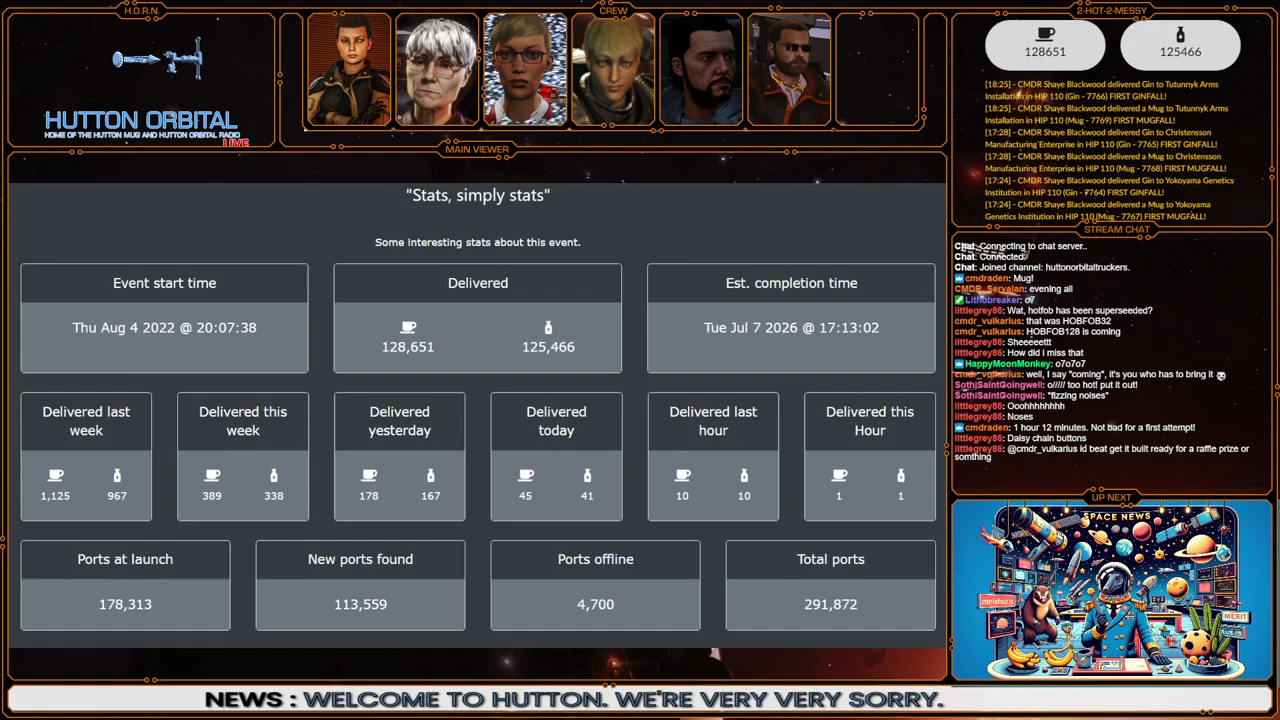 H.O.R.N.
HUTTON ORBITAL
HOME OF THE HUTTON MUG AND HUTTON ORBITAL RADIO
LIVE
CREW
MAIN VIEWER
"Stats, simply stats"
Some interesting stats about this event.
Event start time
Thu Aug 4 2022 @ 20:07:38
Delivered
128,651 125,466
Est. completion time
Tue Jul 7 2026 @ 17:13:02
Delivered last
week
1,125 967
Delivered this
week
389 338
Delivered
yesterday
178 167
Delivered
today
45 41
Delivered last
hour
10 10
Delivered this
Hour
1 1
Ports at launch
178,313
New ports found
113,559
Ports offline
4,700
Total ports
291,872
2-HOT-2-MESSY
128651 125466
[18:25] - CMDR Shaye Blackwood delivered Gin to Tutunnyk Arms
Installation in HIP 110 (Gin - 7766) FIRST GINFALL!
[18:25] - CMDR Shaye Blackwood delivered a Mug to Tutunnyk Arms
Installation in HIP 110 (Mug - 7769) FIRST MUGFALL!
[17:28] - CMDR Shaye Blackwood delivered Gin to Christensson
Manufacturing Enterprise in HIP 110 (Gin - 7765) FIRST GINFALL!
[17:28] - CMDR Shaye Blackwood delivered a Mug to Christensson
Manufacturing Enterprise in HIP 110 (Mug - 7768) FIRST MUGFALL!
[17:24] - CMDR Shaye Blackwood delivered Gin to Yokoyama Genetics
Institution in HIP 110 (Gin - 7764) FIRST GINFALL!
[17:24] - CMDR Shaye Blackwood delivered a Mug to Yokoyama
Genetics Institution in HIP 110 (Mug - 7767) FIRST MUGFALL!
STREAM CHAT
Chat: Connecting to chat server..
Chat: Connected
Chat: Joined channel: huttonorbitaltruckers.
cmdraden: Mug!
CMDR_Servalan: evening all
Lithobreaker: o7
littlegrey86: Wat, hotfob has been superseeded?
cmdr_vulkarius: that was HOBFOB32
cmdr_vulkarius: HOBFOB128 is coming
littlegrey86: Sheeeeettt
littlegrey86: How did i miss that
HappyMoonMonkey: o7o7o7
cmdr_vulkarius: well, I say "coming", it's you who has to bring it
SothiSaintGoingwell: o///// too hot! put it out!
SothiSaintGoingwell: *fizzing noises*
littlegrey86: Ooohhhhhhh
littlegrey86: Noses
cmdraden: 1 hour 12 minutes. Not bad for a first attempt!
littlegrey86: Daisy chain buttons
littlegrey86: @cmdr_vulkarius id beat get it built ready for a raffle prize or
somthing
UP NEXT
SPACE NEWS
MERIT
NEWS : WELCOME TO HUTTON. WE'RE VERY VERY SORRY.